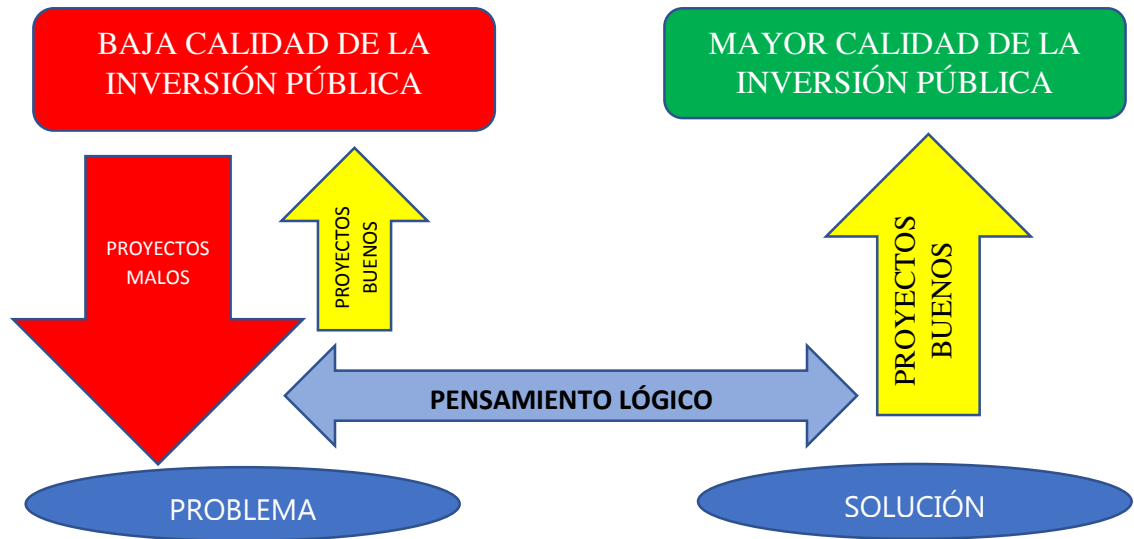 BAJA CALIDAD DE LA
INVERSIÓN PÚBLICA
MAYOR CALIDAD DE LA
INVERSIÓN PÚBLICA
PROYECTOS
MALOS
PROYECTOS
BUENOS
PROYECTOS
BUENOS
PENSAMIENTO LÓGICO
PROBLEMA
SOLUCIÓN